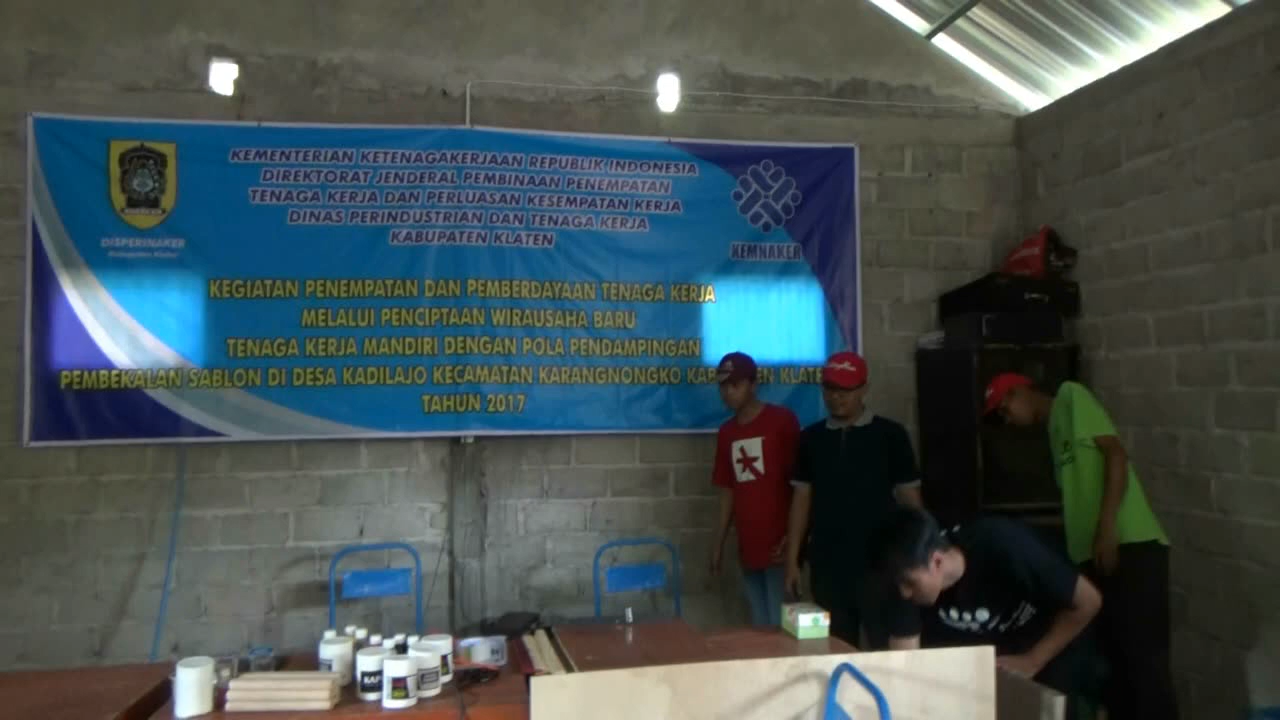 KEMENTERIAN KETENAGAKERJAAN REPUBLIK INDONESIA
DIREKTORAT JENDERAL PEMBINAAN PENEMPATAN
TENAGA KERJA DAN PERLUASAN KESEMPATAN KERJA
DINAS PERINDUSTRIAN DAN TENAGA KERJA
KABUPATEN KLATEN
DISPERINAKER
Kabupaten Klaten
KEMNAKER
KEGIATAN PENEMPATAN DAN PEMBERDAYAAN TENAGA KERJA
MELALUI PENCIPTAAN WIRAUSAHA BARU
TENAGA KERJA MANDIRI DENGAN POLA PENDAMPINGAN
PEMBEKALAN SABLON DI DESA KADILAJO KECAMATAN KARANGNONGKO
TAHUN 2017